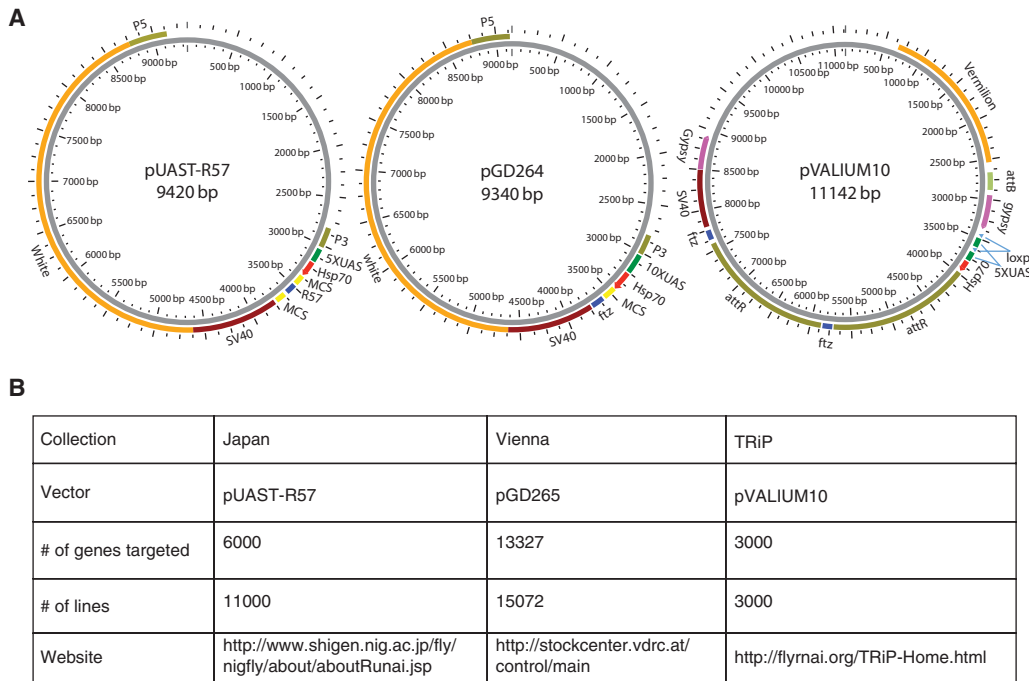 A
P5
9000 bp
500 bp
1000 bp
1500 bp
2000 bp
2500 bp
3000 bp
3500 bp
4000 bp
4500 bp
5000 bp
5500 bp
6000 bp
6500 bp
7000 bp
7500 bp
8000 bp
8500 bp
pUAST-R57
9420 bp
P3
5XUAS
Hsp70
MCS
R57
MCS
SV40
White
P5
9000 bp
500 bp
1000 bp
1500 bp
2000 bp
2500 bp
3000 bp
3500 bp
4000 bp
4500 bp
5000 bp
5500 bp
6000 bp
6500 bp
7000 bp
7500 bp
8000 bp
8500 bp
pGD264
9340 bp
P3
10XUAS
Hsp70
MCS
ftz
SV40
white
11000 bp
500 bp
1000 bp
1500 bp
2000 bp
2500 bp
3000 bp
3500 bp
4000 bp
4500 bp
5000 bp
5500 bp
6000 bp
6500 bp
7000 bp
7500 bp
8000 bp
8500 bp
9000 bp
9500 bp
10000 bp
10500 bp
pVALIUM10
11142 bp
Vermilion
attB
gypsy
loxp
5XUAS
Hsp70
attR
ftz
attR
ftz
SV40
Gypsy
B
Collection
Japan
Vienna
TRiP
Vector
pUAST-R57
pGD265
pVALIUM10
# of genes targeted
6000
13327
3000
# of lines
11000
15072
3000
Website
http://www.shigen.nig.ac.jp/fly/
nigfly/about/aboutRunai.jsp
http://stockcenter.vdrc.at/
control/main
http://flyrnai.org/TRiP-Home.html